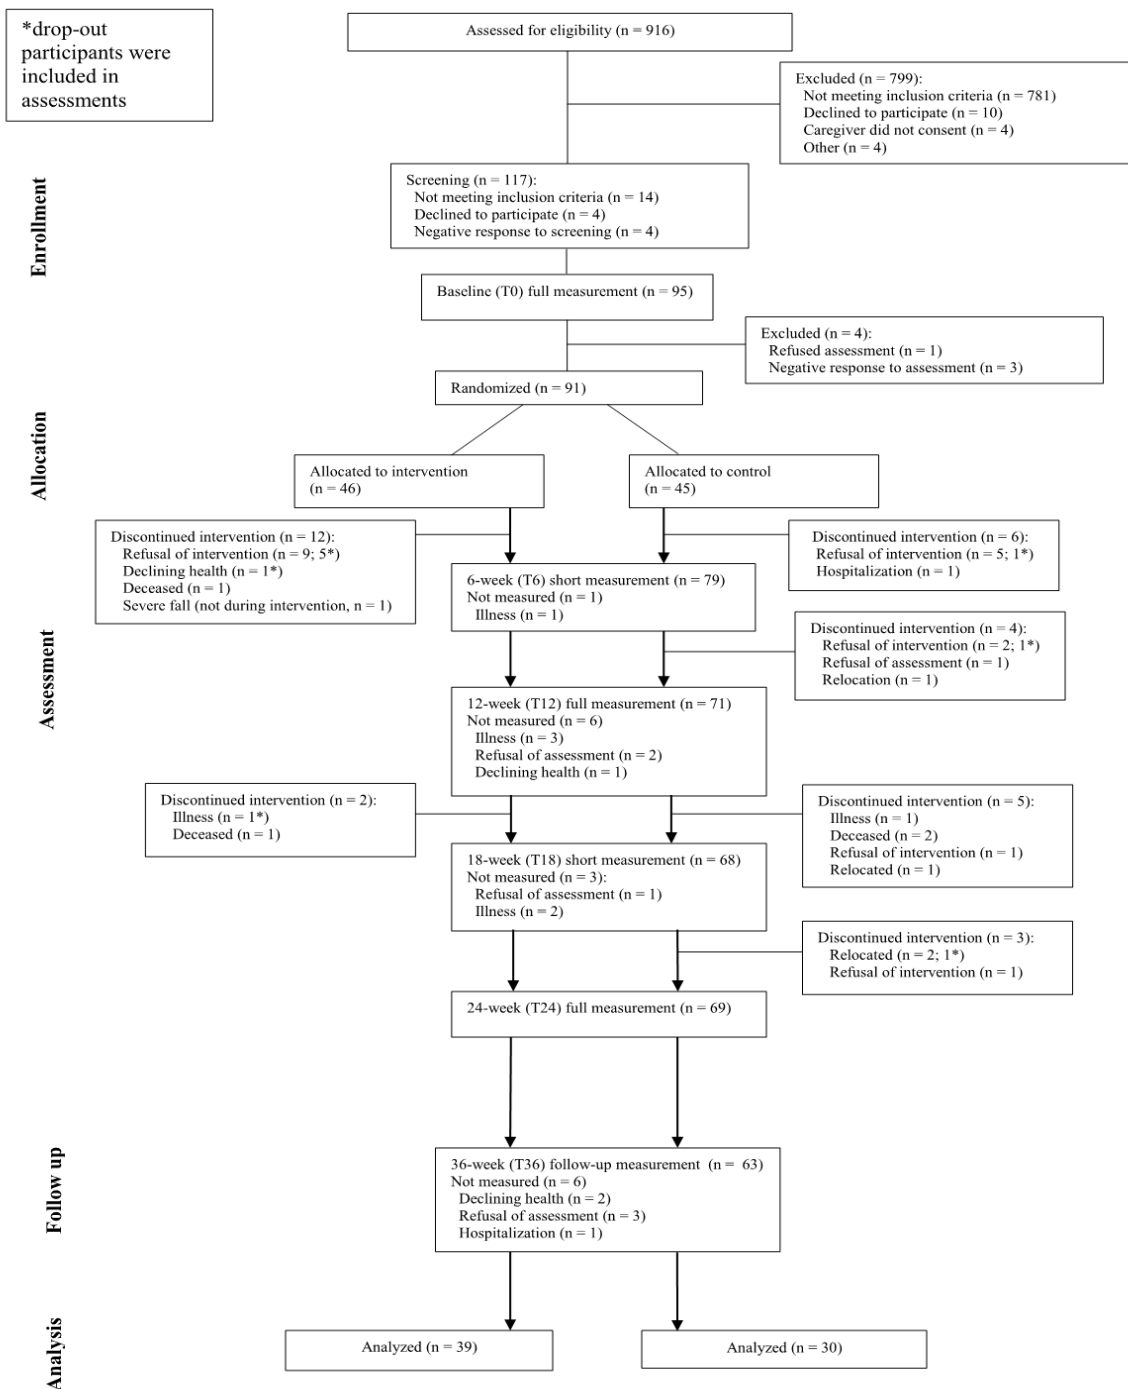 *drop-out
participants were
included in
assessments
Assessed for eligibility (n = 916)
Excluded (n = 799):
Not meeting inclusion criteria (n = 781)
Declined to participate (n = 10)
Caregiver did not consent (n = 4)
Other (n = 4)
Enrollment
Screening (n = 117):
Not meeting inclusion criteria (n = 14)
Declined to participate (n = 4)
Negative response to screening (n = 4)
Baseline (T0) full measurement (n = 95)
Excluded (n = 4):
Refused assessment (n = 1)
Negative response to assessment (n = 3)
Randomized (n = 91)
Allocation
Allocated to intervention
(n = 46)
Allocated to control
(n = 45)
Discontinued intervention (n = 12):
Refusal of intervention (n = 9; 5*)
Declining health (n = 1*)
Deceased (n = 1)
Severe fall (not during intervention, n = 1)
Discontinued intervention (n = 6):
Refusal of intervention (n = 5; 1*)
Hospitalization (n = 1)
Assessment
6-week (T6) short measurement (n = 79)
Not measured (n = 1)
Illness (n = 1)
Discontinued intervention (n = 4):
Refusal of intervention (n = 2; 1*)
Refusal of assessment (n = 1)
Relocation (n = 1)
12-week (T12) full measurement (n = 71)
Not measured (n = 6)
Illness (n = 3)
Refusal of assessment (n = 2)
Declining health (n = 1)
Discontinued intervention (n = 2):
Illness (n = 1*)
Deceased (n = 1)
Discontinued intervention (n = 5):
Illness (n = 1)
Deceased (n = 2)
Refusal of intervention (n = 1)
Relocated (n = 1)
18-week (T18) short measurement (n = 68)
Not measured (n = 3):
Refusal of assessment (n = 1)
Illness (n = 2)
Discontinued intervention (n = 3):
Relocated (n = 2; 1*)
Refusal of intervention (n = 1)
24-week (T24) full measurement (n = 69)
Follow up
36-week (T36) follow-up measurement (n = 63)
Not measured (n = 6)
Declining health (n = 2)
Refusal of assessment (n = 3)
Hospitalization (n = 1)
Analysis
Analyzed (n = 39)
Analyzed (n = 30)